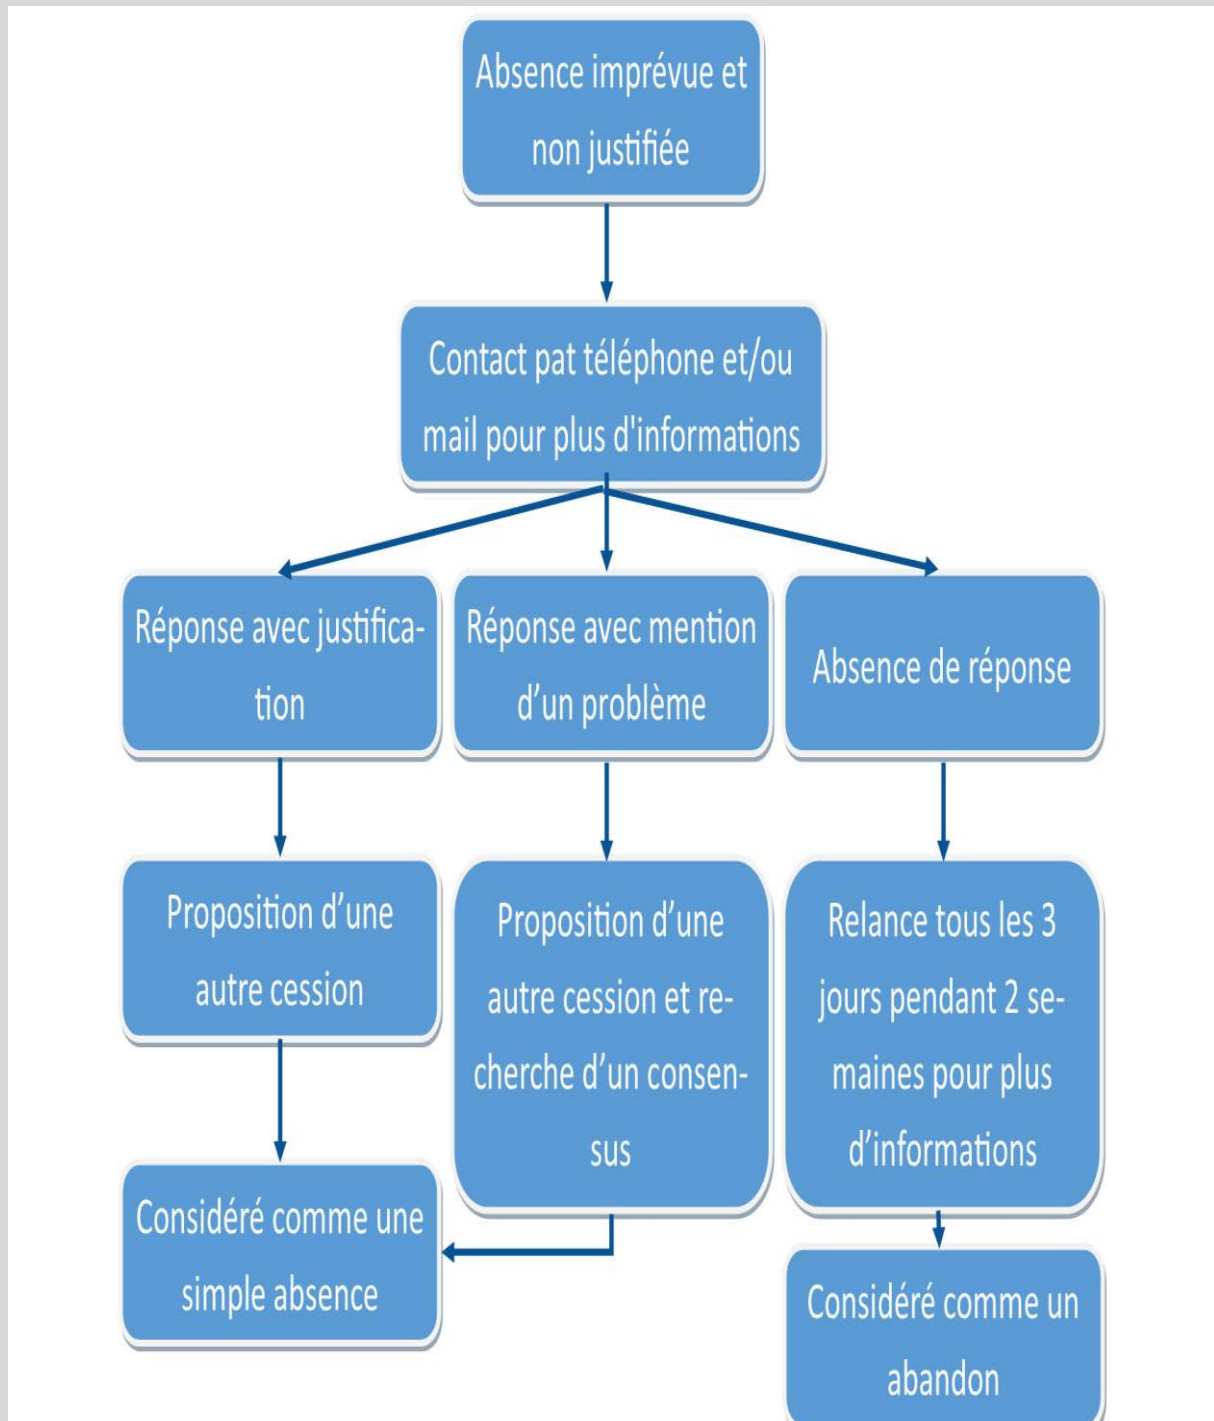 Absence imprévue et
non justifiée
Contact pat téléphone et/ou
mail pour plus d'informations
Réponse avec justifica-
tion
Réponse avec mention
d’un problème
Absence de réponse
Proposition d’une
autre cession
Proposition d’une
autre cession et re-
cherche d’un consen-
sus
Relance tous les 3
jours pendant 2 se-
maines pour plus
d’informations
Considéré comme une
simple absence
Considéré comme un
abandon